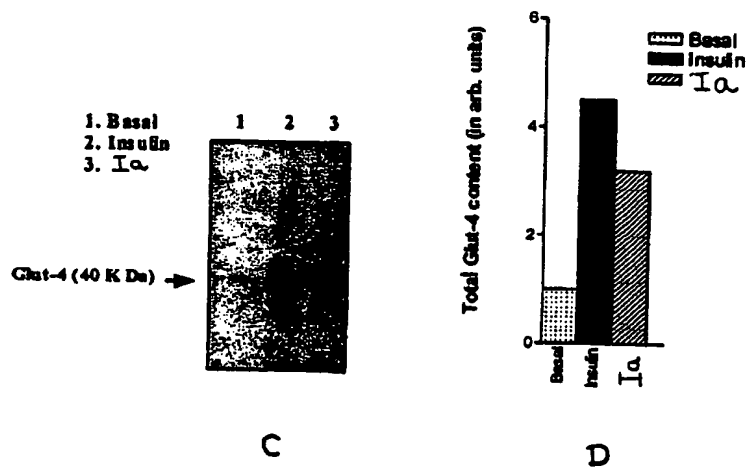 1. Basal
2. Insulin
3. Ia
1 2 3
Glut-4 (40 K Da)
C
Total Glut-4 content (in arb. units)
6
4
2
0
Basal
Insulin
Ia
Basal
Insulin
Ia
D